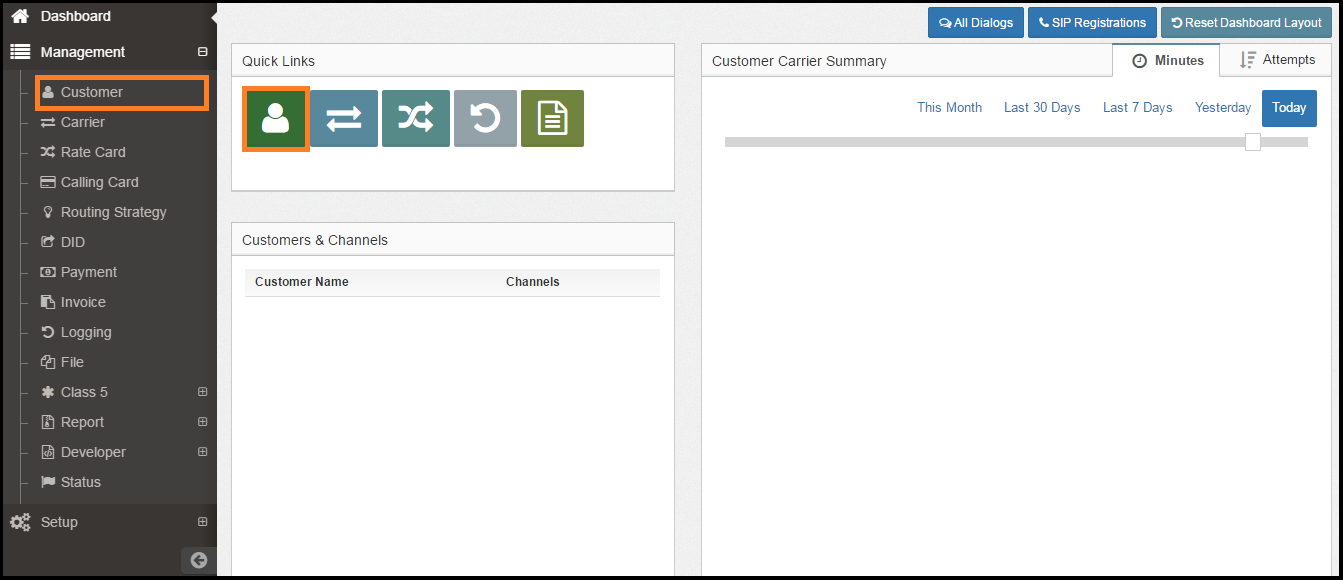 Dashboard
Management
Customer
Carrier
Rate Card
Calling Card
Routing Strategy
DID
Payment
Invoice
Logging
File
Class 5
Report
Developer
Status
Setup
All Dialogs
SIP Registrations
Reset Dashboard Layout
Quick Links
Customers & Channels
Customer Name Channels
Customer Carrier Summary
Minutes
Attempts
This Month Last 30 Days Last 7 Days Yesterday Today